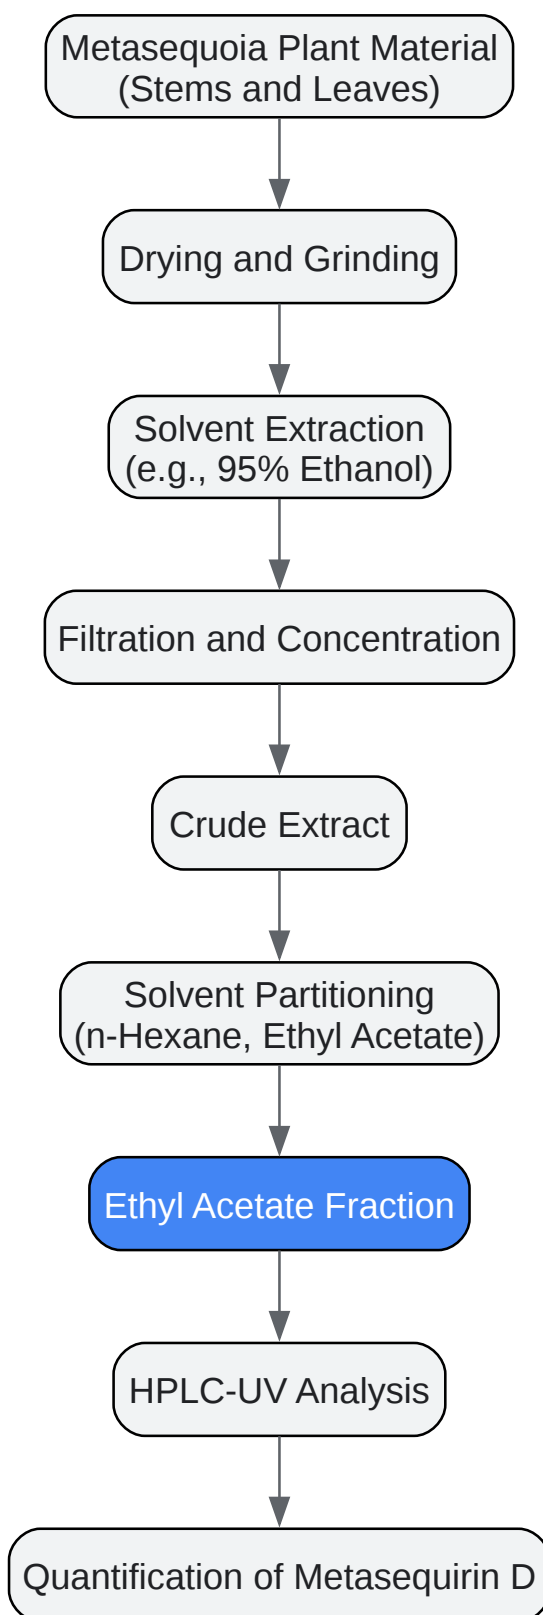 Metasequoia Plant Material
(Stems and Leaves)
Drying and Grinding
Solvent Extraction
(e.g., 95% Ethanol)
Filtration and Concentration
Crude Extract
Solvent Partitioning
(n-Hexane, Ethyl Acetate)
Ethyl Acetate Fraction
HPLC-UV Analysis
Quantification of Metasequirin D